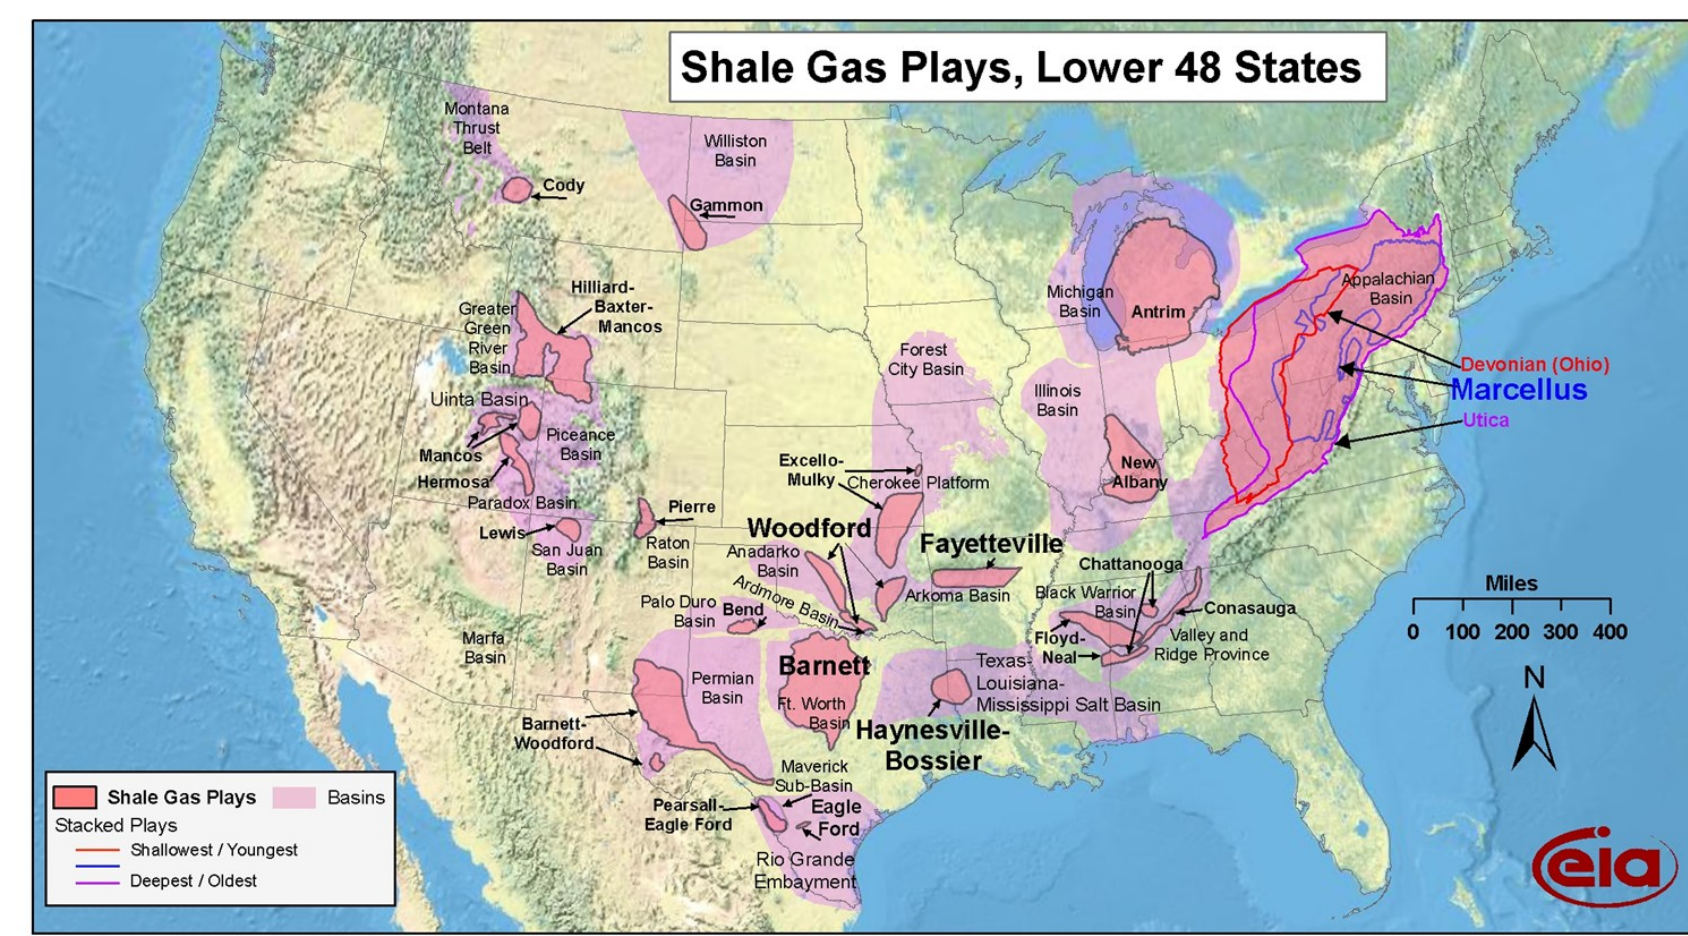 Shale Gas Plays, Lower 48 States
Montana
Thrust
Belt
Cody
Williston
Basin
Gammon
Hilliard-
Baxter-
Mancos
Greater
Green
River
Basin
Uinta Basin
Piceance
Basin
Mancos
Hermosa
Paradox Basin
Lewis
San Juan
Basin
Pierre
Raton
Basin
Michigan
Basin
Antrim
Forest
City Basin
Illinois
Basin
New
Albany
Appalachian
Basin
Devonian (Ohio)
Marcellus
Utica
Excello-
Mulky
Cherokee Platform
Woodford
Anadarko
Basin
Ardmore Basin
Fayetteville
Arkoma Basin
Palo Duro
Basin
Bend
Chattanooga
Black Warrior
Basin
Conasauga
Floyd-
Neal
Valley and
Ridge Province
Marfa
Basin
Permian
Basin
Barnett
Ft. Worth
Basin
Texas-
Louisiana-
Mississippi Salt Basin
Haynesville-
Bossier
Barnett-
Woodford
Maverick
Sub-Basin
Pearsall-
Eagle Ford
Eagle
Ford
Rio Grande
Embayment
Miles
0 100 200 300 400
N
Shale Gas Plays Basins
Stacked Plays
Shallowest / Youngest
Deepest / Oldest
eia